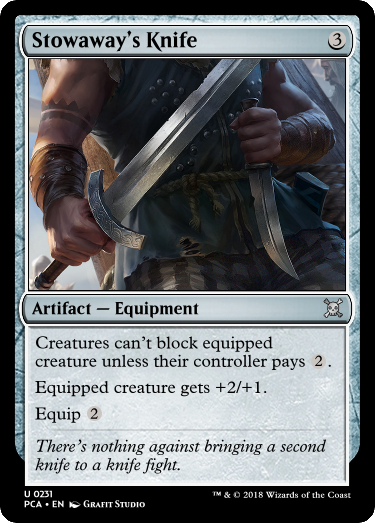 Stowaway's Knife 3
Artifact — Equipment
Creatures can't block equipped
creature unless their controller pays 2 .
Equipped creature gets +2/+1.
Equip 2
There's nothing against bringing a second
knife to a knife fight.
U 0231
PCA • EN Grafit Studio
™ & © 2018 Wizards of the Coast